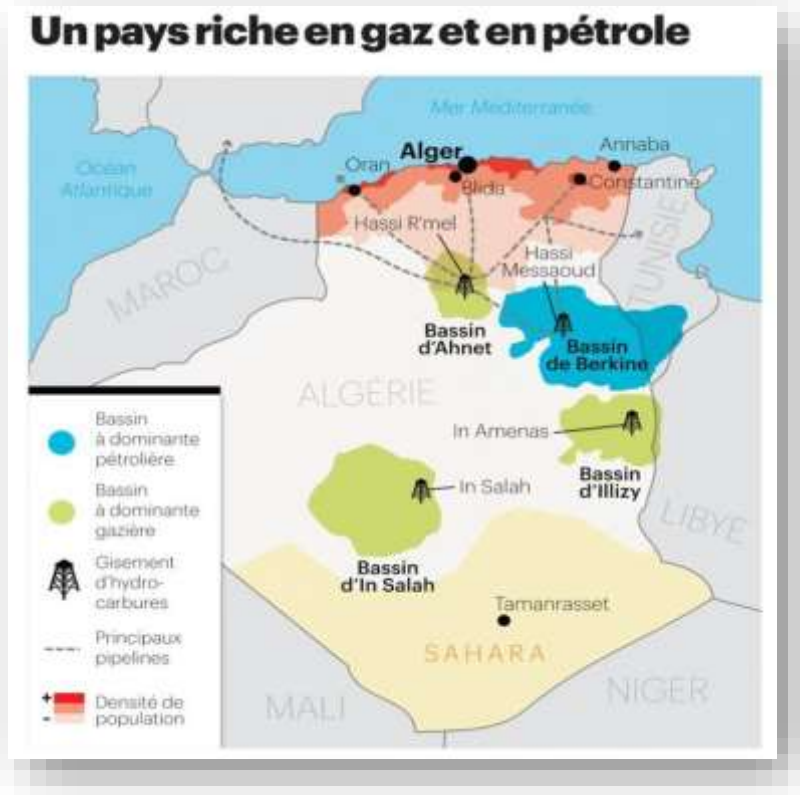 Un pays riche en gaz et en pétrole
Mer Mediterranée
Océan
Atlantique
Alger
Oran
Blida
Annaba
Constantine
Hassi R'mel
Hassi
Messaoud
MAROC
TUNISIE
Bassin
d'Ahnet
Bassin
de Berkine
ALGÉRIE
In Amenas
Bassin
d'Illizy
In Salah
LIBYE
Bassin
d'In Salah
Tamanrasset
SAHARA
MALI
NIGER
Bassin
à dominante
pétrolière
Bassin
à dominante
gazière
Gisement
d'hydro-
carbures
Principaux
pipelines
+
-
Densité de
population